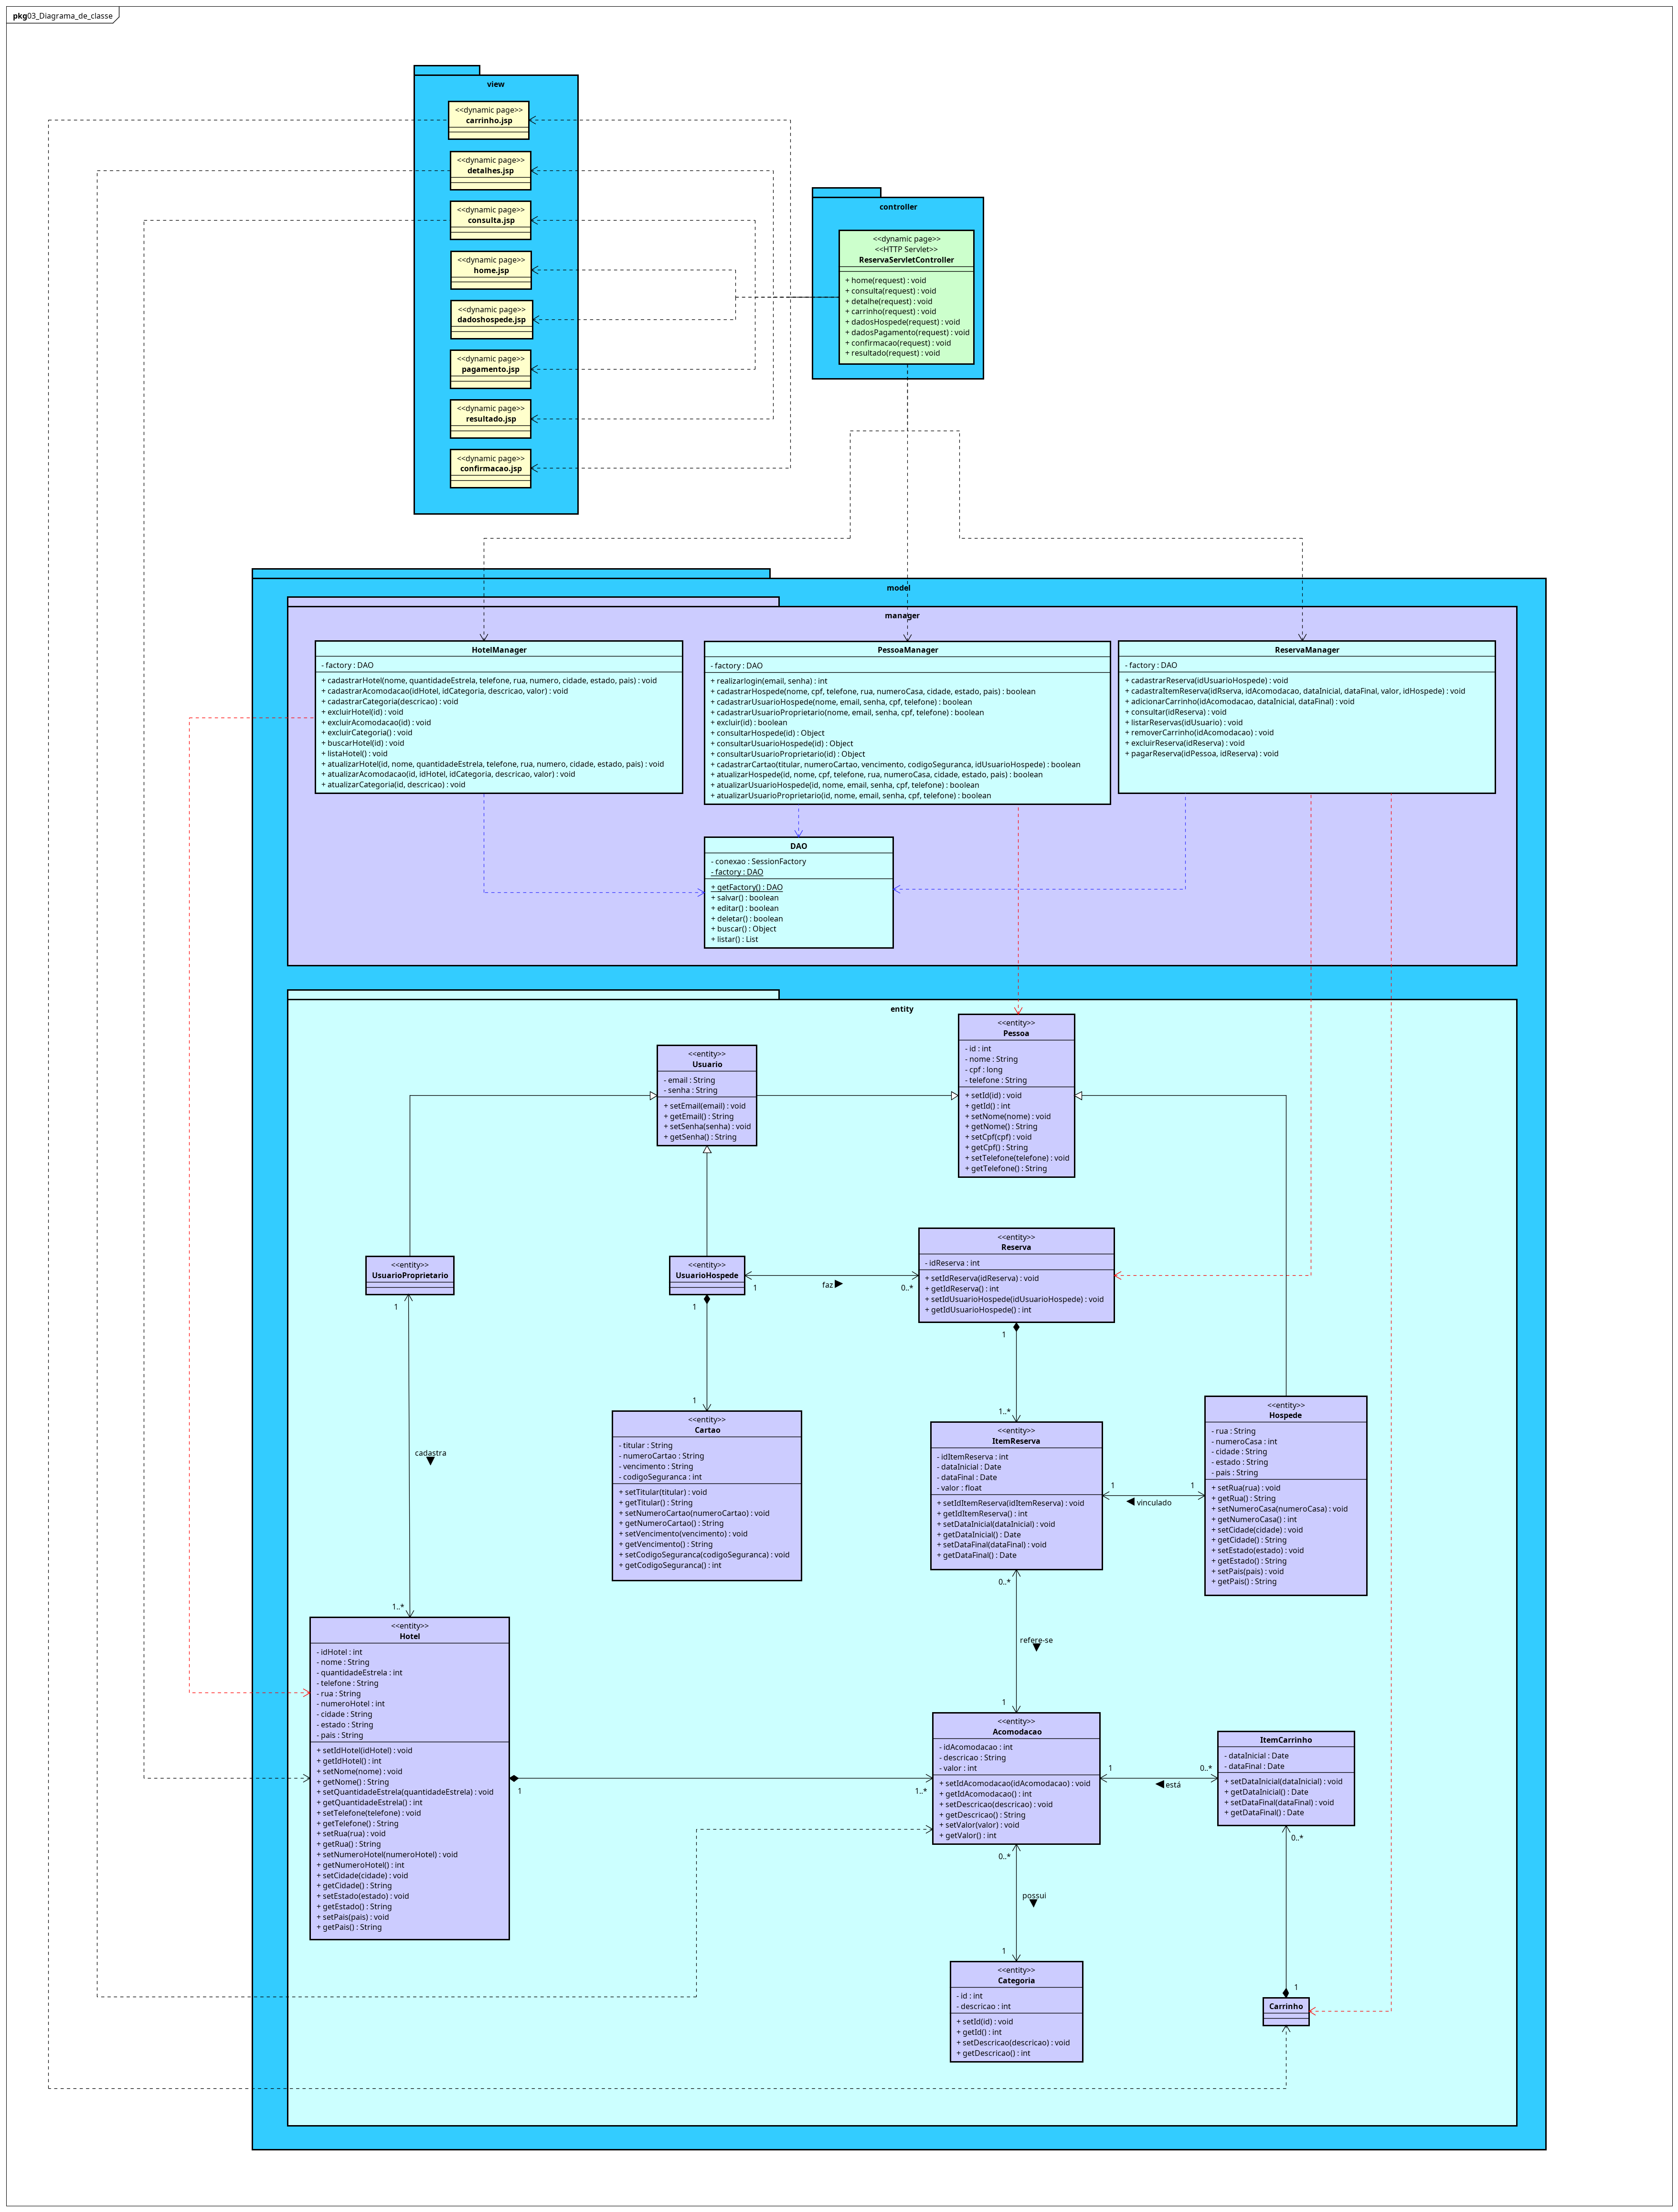 pkg03_Diagrama_de_classe
view
<<dynamic page>>
carrinho.jsp
<<dynamic page>>
detalhes.jsp
<<dynamic page>>
consulta.jsp
<<dynamic page>>
home.jsp
<<dynamic page>>
dadoshospede.jsp
<<dynamic page>>
pagamento.jsp
<<dynamic page>>
resultado.jsp
<<dynamic page>>
confirmacao.jsp
controller
<<dynamic page>>
<<HTTP Servlet>>
ReservaServletController
+ home(request) : void
+ consulta(request) : void
+ detalhe(request) : void
+ carrinho(request) : void
+ dadosHospede(request) : void
+ dadosPagamento(request) : void
+ confirmacao(request) : void
+ resultado(request) : void
model
manager
HotelManager
- factory : DAO
+ cadastrarHotel(nome, quantidadeEstrela, telefone, rua, numero, cidade, estado, pais) : void
+ cadastrarAcomodacao(idHotel, idCategoria, descricao, valor) : void
+ cadastrarCategoria(descricao) : void
+ excluirHotel(id) : void
+ excluirAcomodacao(id) : void
+ excluirCategoria() : void
+ buscarHotel(id) : void
+ listaHotel() : void
+ atualizarHotel(id, nome, quantidadeEstrela, telefone, rua, numero, cidade, estado, pais) : void
+ atualizarAcomodacao(id, idHotel, idCategoria, descricao, valor) : void
+ atualizarCategoria(id, descricao) : void
PessoaManager
- factory : DAO
+ realizarlogin(email, senha) : int
+ cadastrarHospede(nome, cpf, telefone, rua, numeroCasa, cidade, estado, pais) : boolean
+ cadastrarUsuarioHospede(nome, email, senha, cpf, telefone) : boolean
+ cadastrarUsuarioProprietario(nome, email, senha, cpf, telefone) : boolean
+ excluir(id) : boolean
+ consultarHospede(id) : Object
+ consultarUsuarioHospede(id) : Object
+ consultarUsuarioProprietario(id) : Object
+ cadastrarCartao(titular, numeroCartao, vencimento, codigoSeguranca, idUsuarioHospede) : boolean
+ atualizarHospede(id, nome, cpf, telefone, rua, numeroCasa, cidade, estado, pais) : boolean
+ atualizarUsuarioHospede(id, nome, email, senha, cpf, telefone) : boolean
+ atualizarUsuarioProprietario(id, nome, email, senha, cpf, telefone) : boolean
ReservaManager
- factory : DAO
+ cadastrarReserva(idUsuarioHospede) : void
+ cadastraItemReserva(idRserva, idAcomodacao, dataInicial, dataFinal, valor, idHospede) : void
+ adicionarCarrinho(idAcomodacao, dataInicial, dataFinal) : void
+ consultar(idReserva) : void
+ listarReservas(idUsuario) : void
+ removerCarrinho(idAcomodacao) : void
+ excluirReserva(idReserva) : void
+ pagarReserva(idPessoa, idReserva) : void
DAO
- conexao : SessionFactory
- factory : DAO
+ getFactory() : DAO
+ salvar() : boolean
+ editar() : boolean
+ deletar() : boolean
+ buscar() : Object
+ listar() : List
entity
<<entity>>
Usuario
- email : String
- senha : String
+ setEmail(email) : void
+ getEmail() : String
+ setSenha(senha) : void
+ getSenha() : String
<<entity>>
Pessoa
- id : int
- nome : String
- cpf : long
- telefone : String
+ setId(id) : void
+ getId() : int
+ setNome(nome) : void
+ getNome() : String
+ setCpf(cpf) : void
+ getCpf() : String
+ setTelefone(telefone) : void
+ getTelefone() : String
<<entity>>
UsuarioProprietario
1
<<entity>>
UsuarioHospede
1
1
faz
0..*
<<entity>>
Reserva
- idReserva : int
+ setIdReserva(idReserva) : void
+ getIdReserva() : int
+ setIdUsuarioHospede(idUsuarioHospede) : void
+ getIdUsuarioHospede() : int
1
1..*
1
cadastra
1..*
<<entity>>
Cartao
- titular : String
- numeroCartao : String
- vencimento : String
- codigoSeguranca : int
+ setTitular(titular) : void
+ getTitular() : String
+ setNumeroCartao(numeroCartao) : void
+ getNumeroCartao() : String
+ setVencimento(vencimento) : void
+ getVencimento() : String
+ setCodigoSeguranca(codigoSeguranca) : void
+ getCodigoSeguranca() : int
<<entity>>
ItemReserva
- idItemReserva : int
- dataInicial : Date
- dataFinal : Date
- valor : float
+ setIdItemReserva(idItemReserva) : void
+ getIdItemReserva() : int
+ setDataInicial(dataInicial) : void
+ getDataInicial() : Date
+ setDataFinal(dataFinal) : void
+ getDataFinal() : Date
1
1
vinculado
<<entity>>
Hospede
- rua : String
- numeroCasa : int
- cidade : String
- estado : String
- pais : String
+ setRua(rua) : void
+ getRua() : String
+ setNumeroCasa(numeroCasa) : void
+ getNumeroCasa() : int
+ setCidade(cidade) : void
+ getCidade() : String
+ setEstado(estado) : void
+ getEstado() : String
+ setPais(pais) : void
+ getPais() : String
0..*
refere-se
1
<<entity>>
Hotel
- idHotel : int
- nome : String
- quantidadeEstrela : int
- telefone : String
- rua : String
- numeroHotel : int
- cidade : String
- estado : String
- pais : String
+ setIdHotel(idHotel) : void
+ getIdHotel() : int
+ setNome(nome) : void
+ getNome() : String
+ setQuantidadeEstrela(quantidadeEstrela) : void
+ getQuantidadeEstrela() : int
+ setTelefone(telefone) : void
+ getTelefone() : String
+ setRua(rua) : void
+ getRua() : String
+ setNumeroHotel(numeroHotel) : void
+ getNumeroHotel() : int
+ setCidade(cidade) : void
+ getCidade() : String
+ setEstado(estado) : void
+ getEstado() : String
+ setPais(pais) : void
+ getPais() : String
1
1..*
<<entity>>
Acomodacao
- idAcomodacao : int
- descricao : String
- valor : int
+ setIdAcomodacao(idAcomodacao) : void
+ getIdAcomodacao() : int
+ setDescricao(descricao) : void
+ getDescricao() : String
+ setValor(valor) : void
+ getValor() : int
1
0..*
está
ItemCarrinho
- dataInicial : Date
- dataFinal : Date
+ setDataInicial(dataInicial) : void
+ getDataInicial() : Date
+ setDataFinal(dataFinal) : void
+ getDataFinal() : Date
0..*
0..*
possui
1
<<entity>>
Categoria
- id : int
- descricao : int
+ setId(id) : void
+ getId() : int
+ setDescricao(descricao) : void
+ getDescricao() : int
1
Carrinho